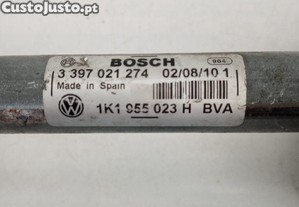 CustoJusto.pt
BOSCH
3 397 021 274 02/08/10 1
Made in Spain
1K1 955 023 H BVA